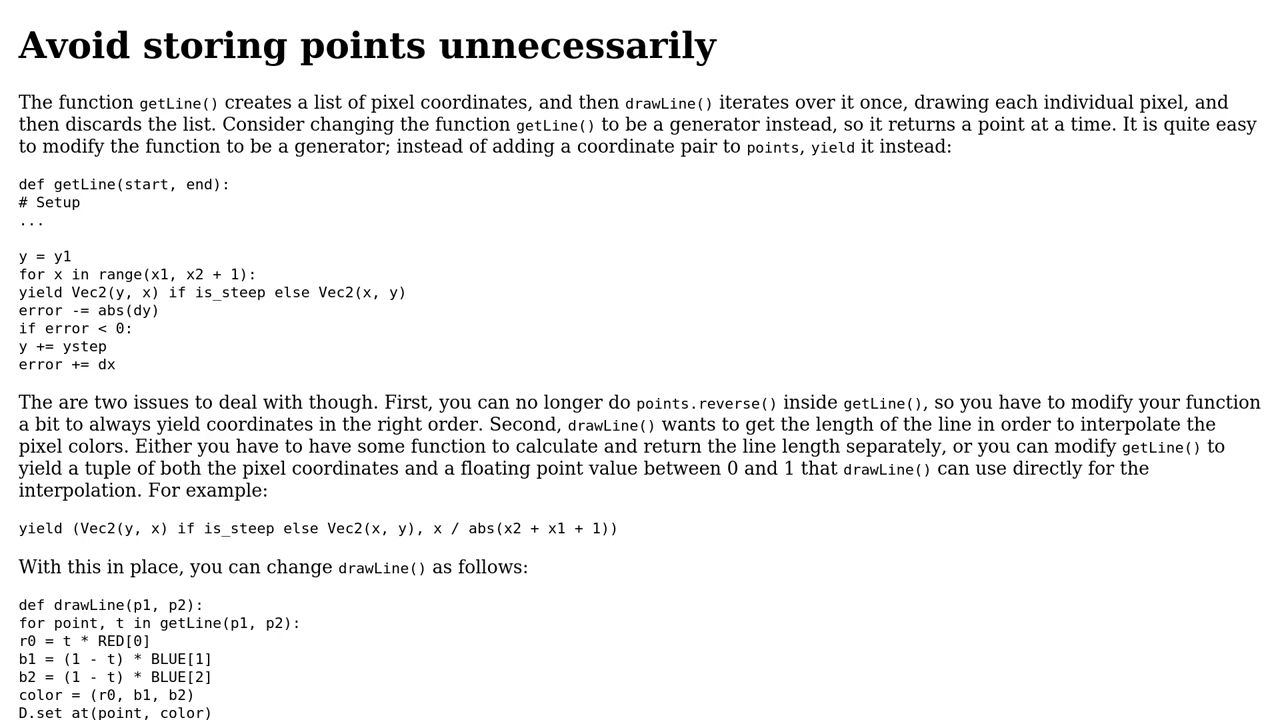 Avoid storing points unnecessarily
The function getLine() creates a list of pixel coordinates, and then drawLine() iterates over it once, drawing each individual pixel, and
then discards the list. Consider changing the function getLine() to be a generator instead, so it returns a point at a time. It is quite easy
to modify the function to be a generator; instead of adding a coordinate pair to points, yield it instead:
def getLine(start, end):
# Setup
...
y = y1
for x in range(x1, x2 + 1):
yield Vec2(y, x) if is_steep else Vec2(x, y)
error -= abs(dy)
if error < 0:
y += ystep
error += dx
The are two issues to deal with though. First, you can no longer do points.reverse() inside getLine(), so you have to modify your function
a bit to always yield coordinates in the right order. Second, drawLine() wants to get the length of the line in order to interpolate the
pixel colors. Either you have to have some function to calculate and return the line length separately, or you can modify getLine() to
yield a tuple of both the pixel coordinates and a floating point value between 0 and 1 that drawLine() can use directly for the
interpolation. For example:
yield (Vec2(y, x) if is_steep else Vec2(x, y), x / abs(x2 + x1 + 1))
With this in place, you can change drawLine() as follows:
def drawLine(p1, p2):
for point, t in getLine(p1, p2):
r0 = t * RED[0]
b1 = (1 - t) * BLUE[1]
b2 = (1 - t) * BLUE[2]
color = (r0, b1, b2)
D.set_at(point, color)